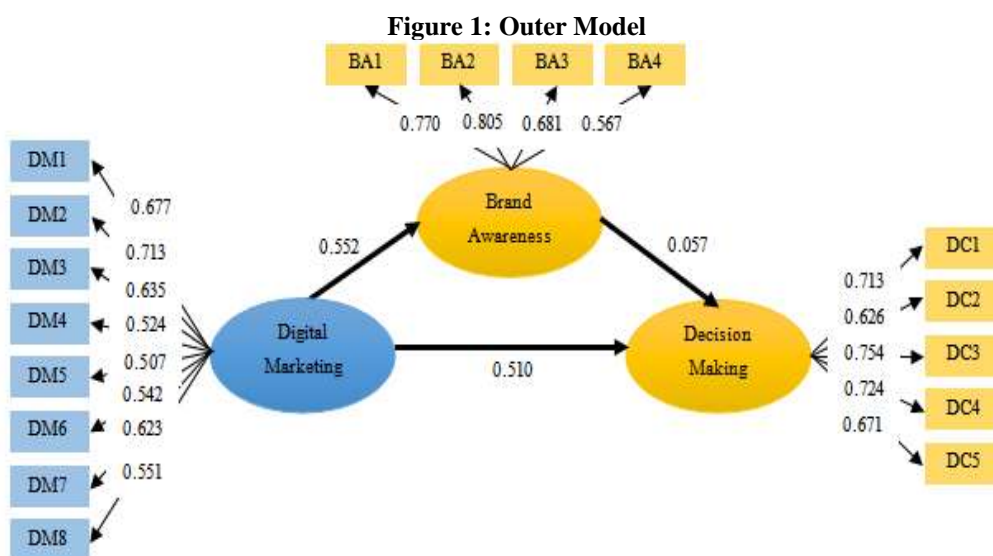 Figure 1: Outer Model
BA1 BA2 BA3 BA4
0.770 0.805 0.681 0.567
DM1
DM2
DM3
DM4
DM5
DM6
DM7
DM8
0.677
0.713
0.635
0.524
0.507
0.542
0.623
0.551
Brand
Awareness
0.552
0.057
Digital
Marketing
0.510
Decision
Making
0.713
0.626
0.754
0.724
0.671
DC1
DC2
DC3
DC4
DC5